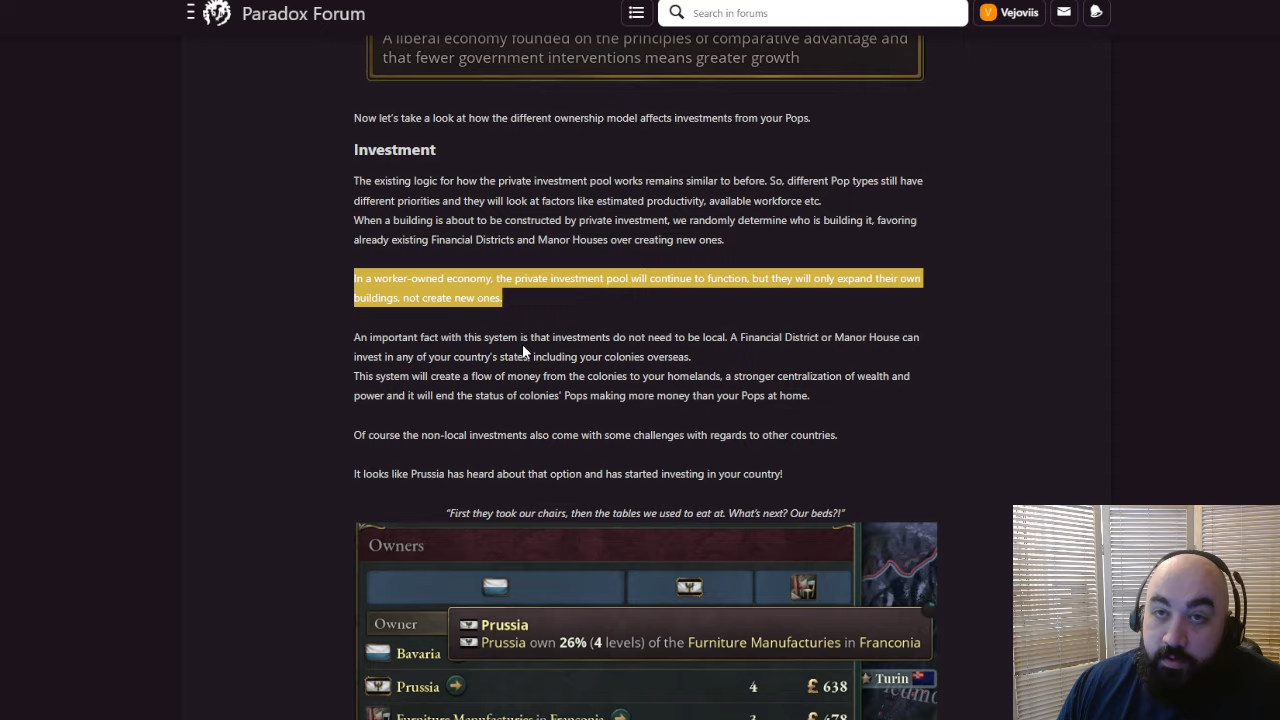 Paradox Forum
Search in forums
V Vejoviis
A liberal economy founded on the principles of comparative advantage and
that fewer government interventions means greater growth
Now let's take a look at how the different ownership model affects investments from your Pops.
Investment
The existing logic for how the private investment pool works remains similar to before. So, different Pop types still have
different priorities and they will look at factors like estimated productivity, available workforce etc.
When a building is about to be constructed by private investment, we randomly determine who is building it, favoring
already existing Financial Districts and Manor Houses over creating new ones.
In a worker-owned economy, the private investment pool will continue to function, but they will only expand their own
buildings, not create new ones.
An important fact with this system is that investments do not need to be local. A Financial District or Manor House can
invest in any of your country's states, including your colonies overseas.
This system will create a flow of money from the colonies to your homelands, a stronger centralization of wealth and
power and it will end the status of colonies' Pops making more money than your Pops at home.
Of course the non-local investments also come with some challenges with regards to other countries.
It looks like Prussia has heard about that option and has started investing in your country!
"First they took our chairs, then the tables we used to eat at. What's next? Our beds?!"
Owners
Owner
Prussia
Prussia own 26% (4 levels) of the Furniture Manufacturies in Franconia
Bavaria
Prussia 4 £ 638
Turin
Furniture Manufacturies in Franconia 3 £ 478